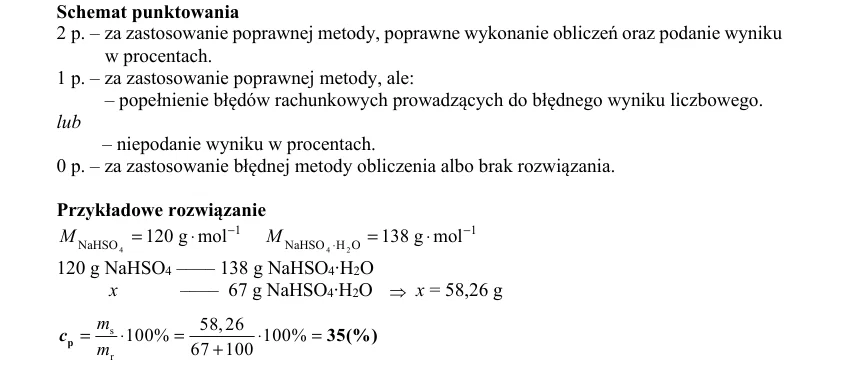 Schemat punktowania
2 p. – za zastosowanie poprawnej metody, poprawne wykonanie obliczeń oraz podanie wyniku
w procentach.
1 p. – za zastosowanie poprawnej metody, ale:
– popełnienie błędów rachunkowych prowadzących do błędnego wyniku liczbowego.
lub
– niepodanie wyniku w procentach.
0 p. – za zastosowanie błędnej metody obliczenia albo brak rozwiązania.
Przykładowe rozwiązanie
M NaHSO₄ = 120 g · mol⁻¹ M NaHSO₄·H₂O = 138 g · mol⁻¹
120 g NaHSO4 —— 138 g NaHSO4·H2O
x —— 67 g NaHSO4·H2O ⇒ x = 58,26 g
cₚ = mₛ/mᵣ · 100% = 58,26/(67 + 100) · 100% = 35(%)